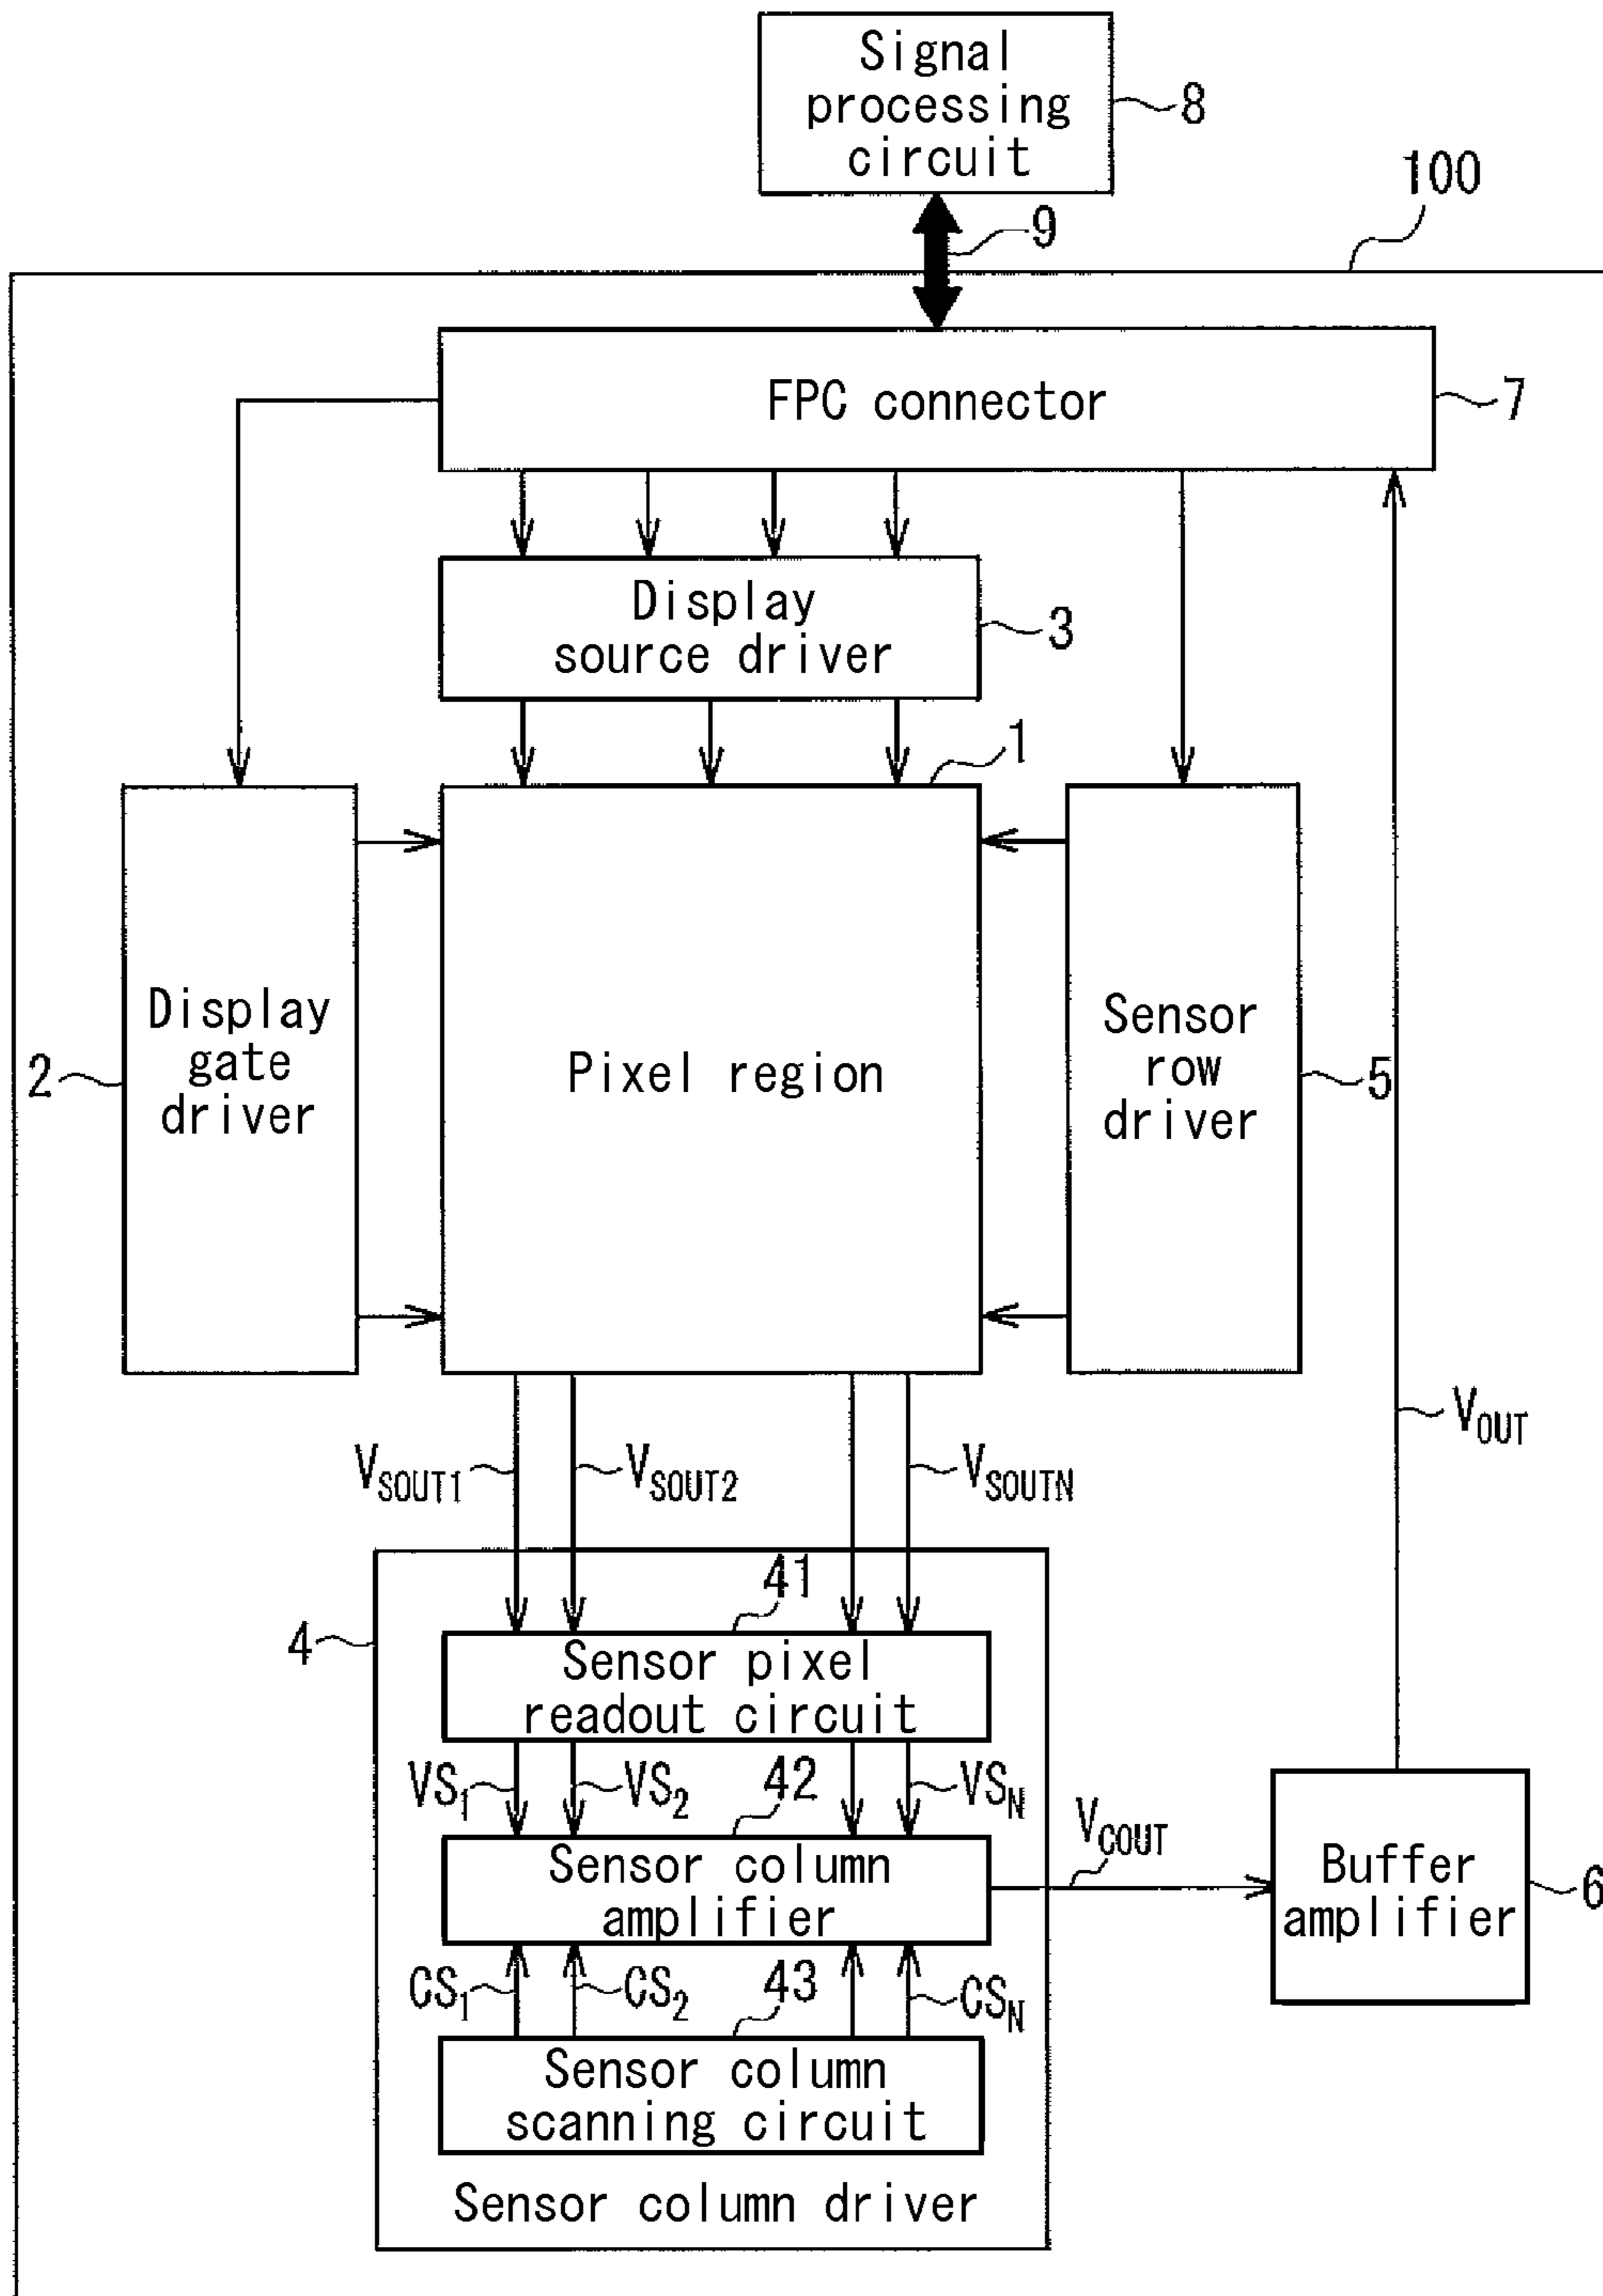 Signal
processing
circuit
8
100
9
FPC connector
7
Display
source driver
3
1
Display
gate
driver
2
Pixel region
Sensor
row
driver
5
VSOUT1
VSOUT2
VSOUTN
VOUT
4
41
Sensor pixel
readout circuit
VS1
VS2
42
VSN
Sensor column
amplifier
VCOUT
Buffer
amplifier
6
CS1
CS2
43
CSN
Sensor column
scanning circuit
Sensor column driver